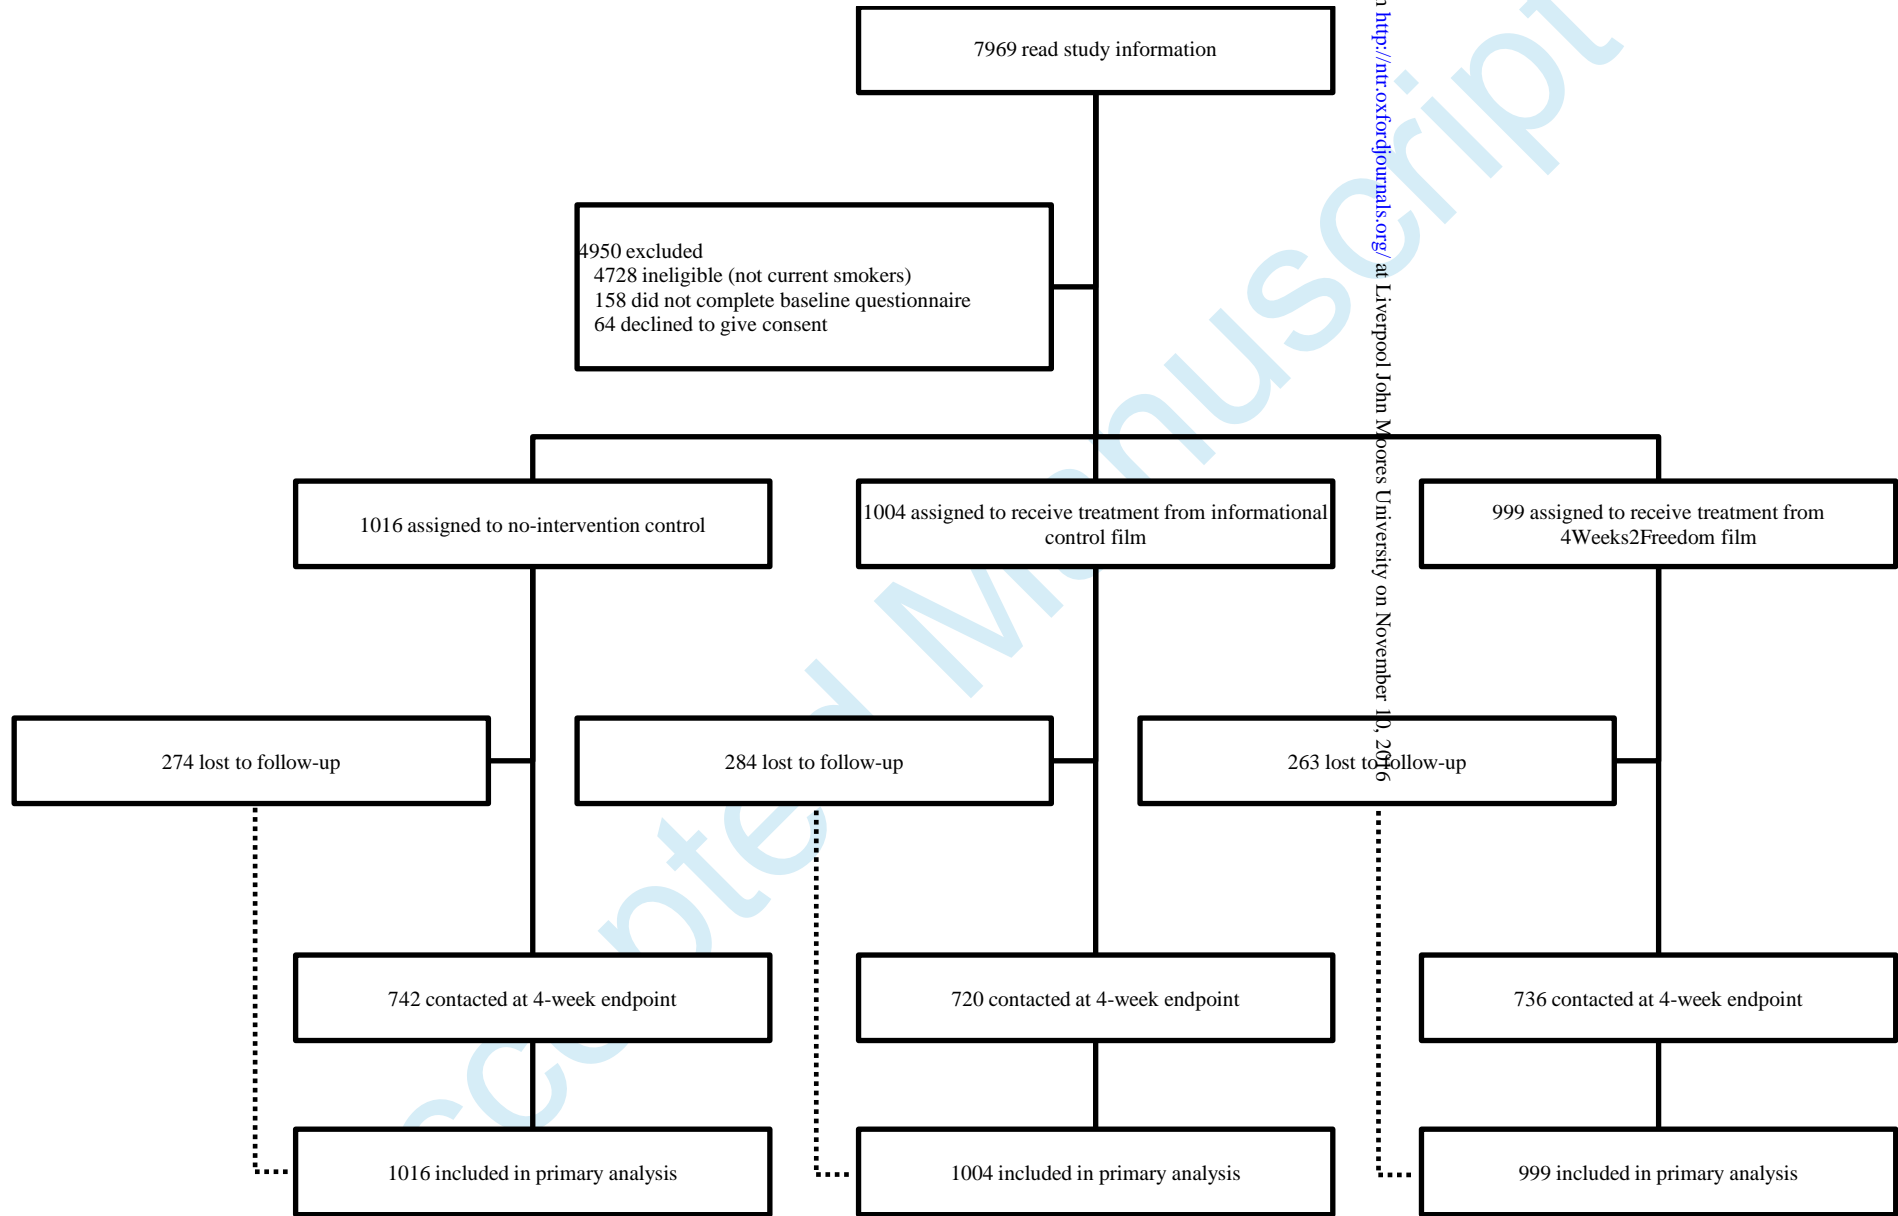 7969 read study information
4950 excluded
4728 ineligible (not current smokers)
158 did not complete baseline questionnaire
64 declined to give consent
1016 assigned to no-intervention control
1004 assigned to receive treatment from informational
control film
999 assigned to receive treatment from
4Weeks2Freedom film
274 lost to follow-up
284 lost to follow-up
263 lost to follow-up
742 contacted at 4-week endpoint
720 contacted at 4-week endpoint
736 contacted at 4-week endpoint
1016 included in primary analysis
1004 included in primary analysis
999 included in primary analysis
http://ntr.oxfordjournals.org/ at Liverpool John Moores University on November 10, 2016
cepted Manuscript